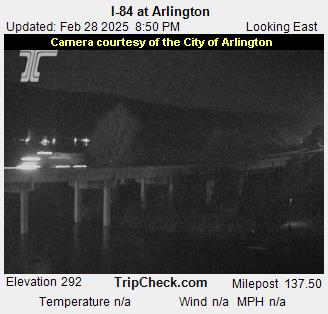 I-84 at Arlington
Updated: Feb 28 2025 8:50 PM Looking East
Camera courtesy of the City of Arlington
Elevation 292 TripCheck.com Milepost 137.50
Temperature n/a Wind n/a MPH n/a